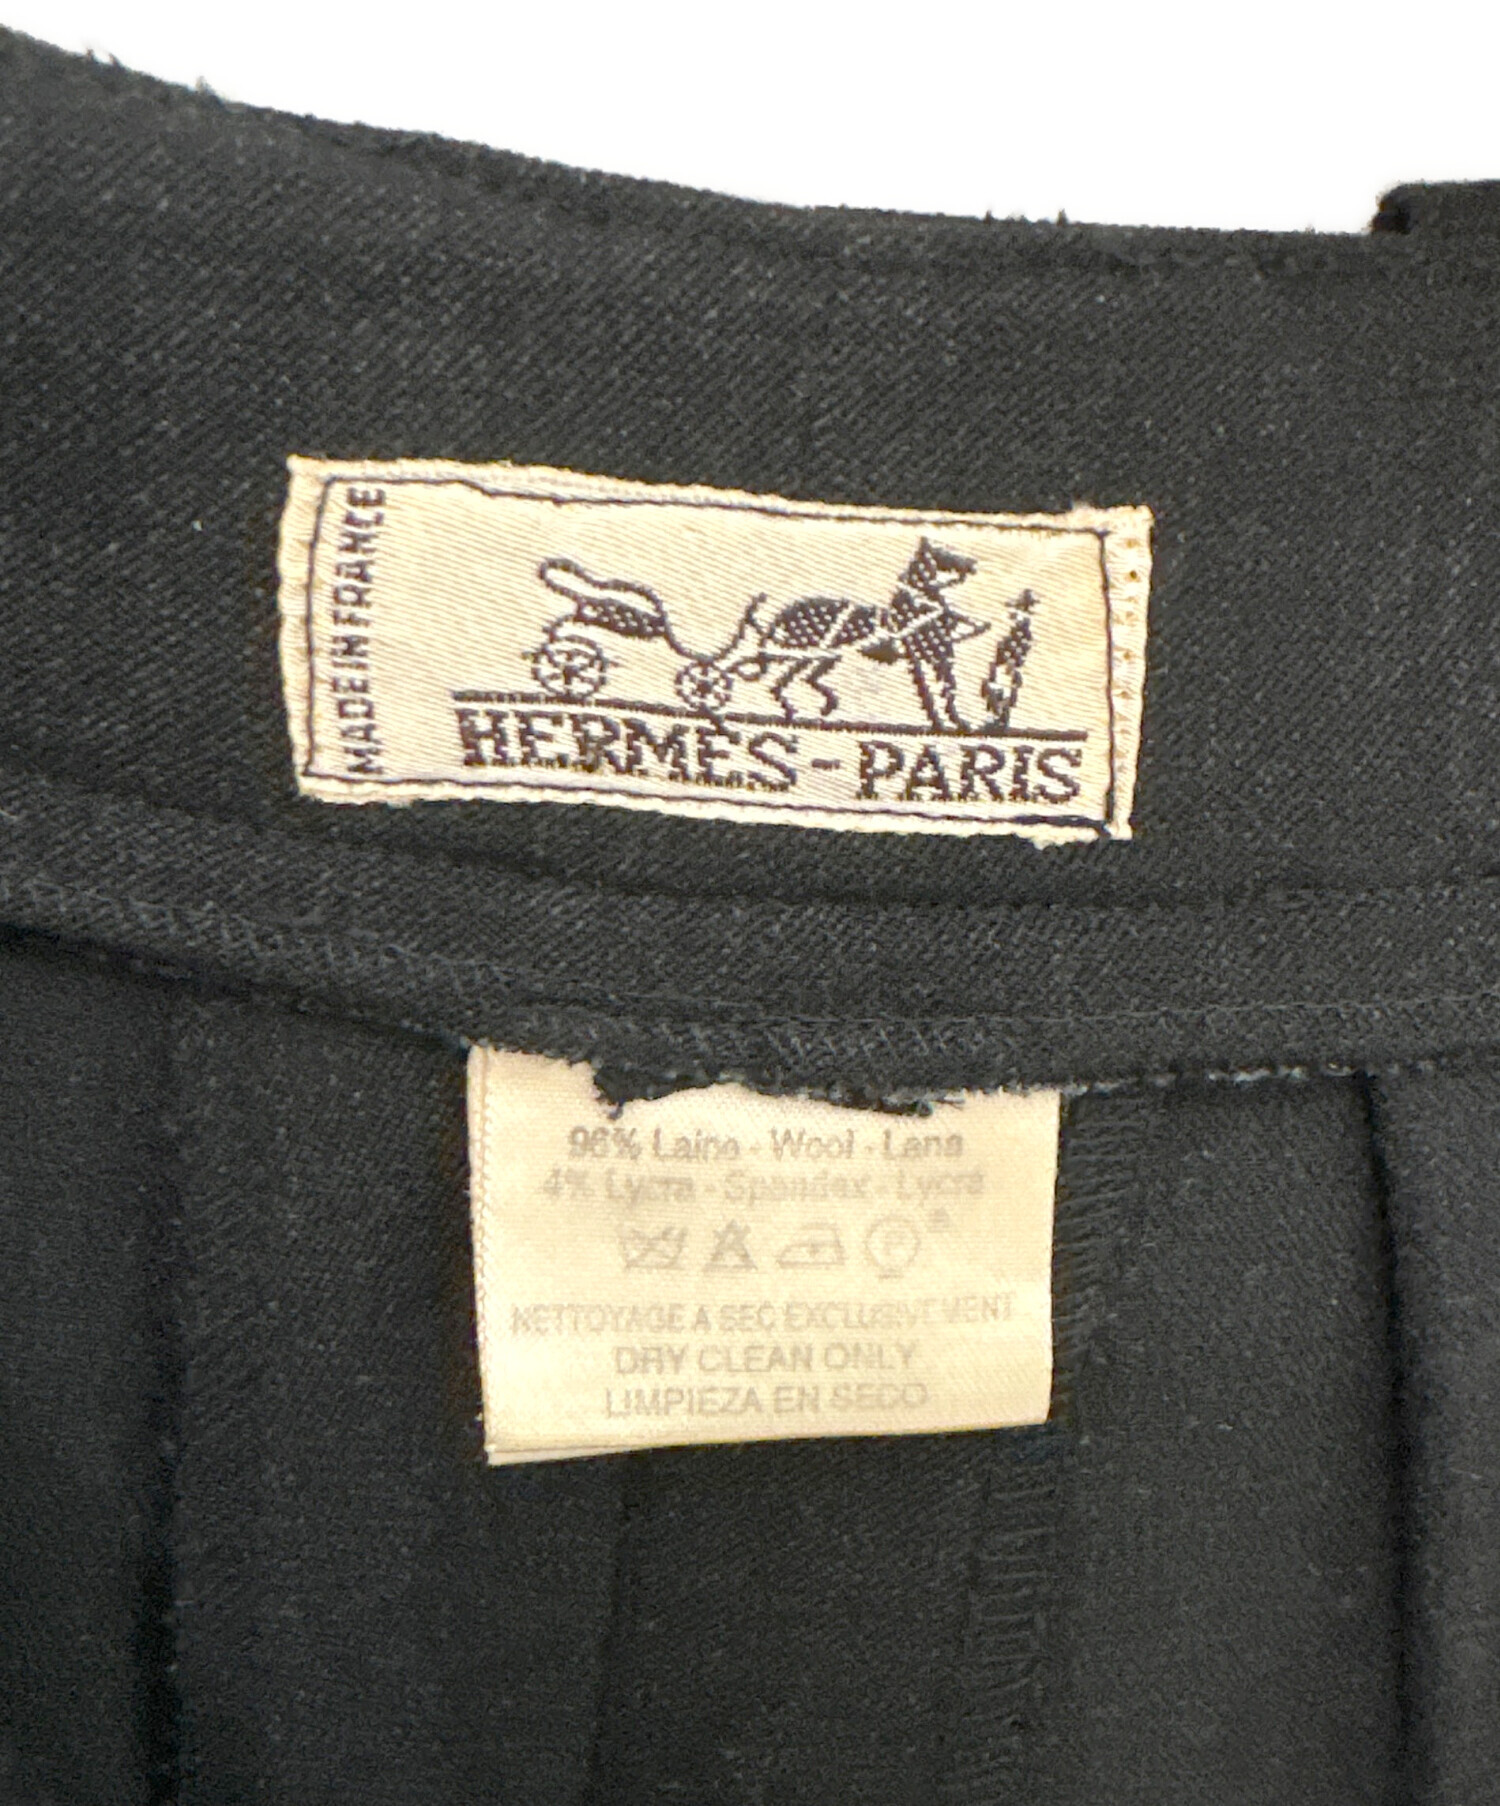 MADE IN FRANCE
HERMÈS-PARIS
96% Laine - Wool - Lana
4% Lycra - Spandex - Lycra
P
NETTOYAGE A SEC EXCLUSIVEMENT
DRY CLEAN ONLY
LIMPIEZA EN SECO